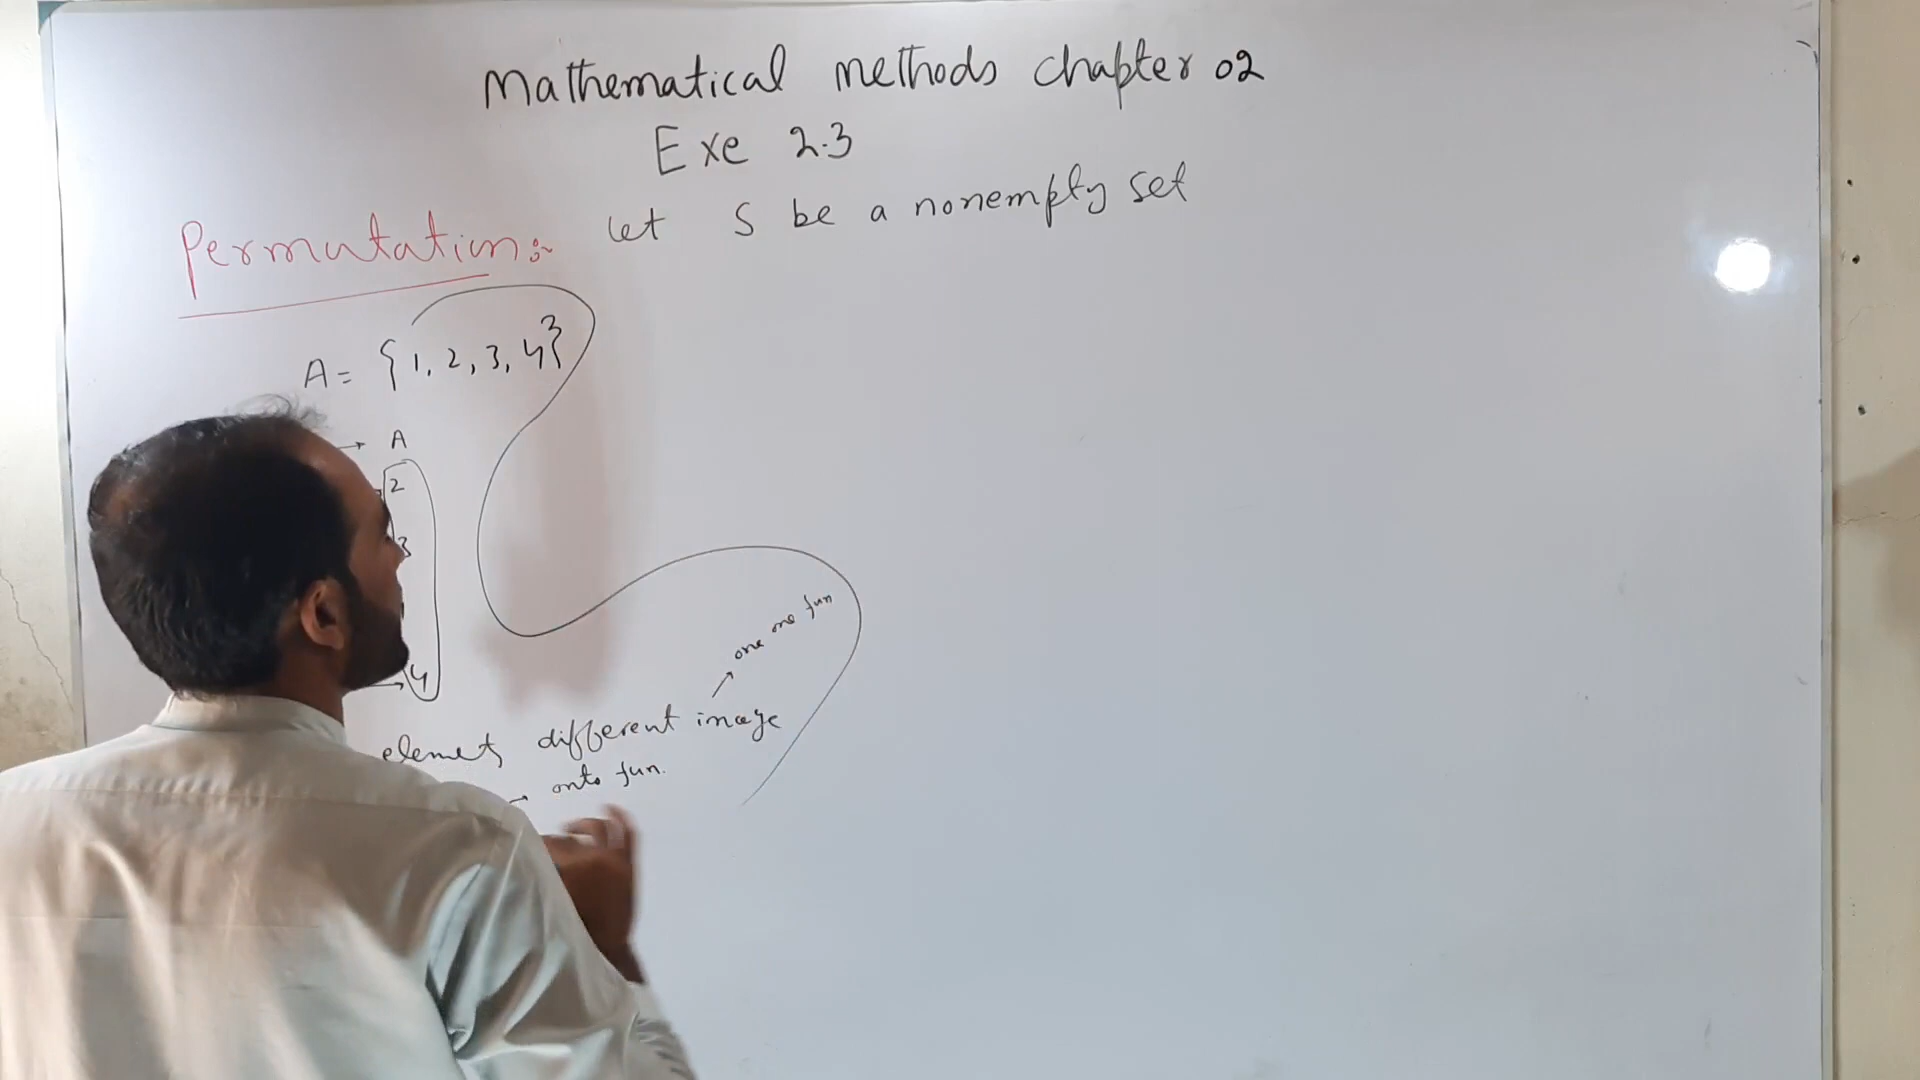 Mathematical methods chapter 02
Exe 2.3
Permutation:~ let S be a nonempty set
A = {1, 2, 3, 4}
→ A
2
3
4
one one fun
elements different image
→ onto fun.